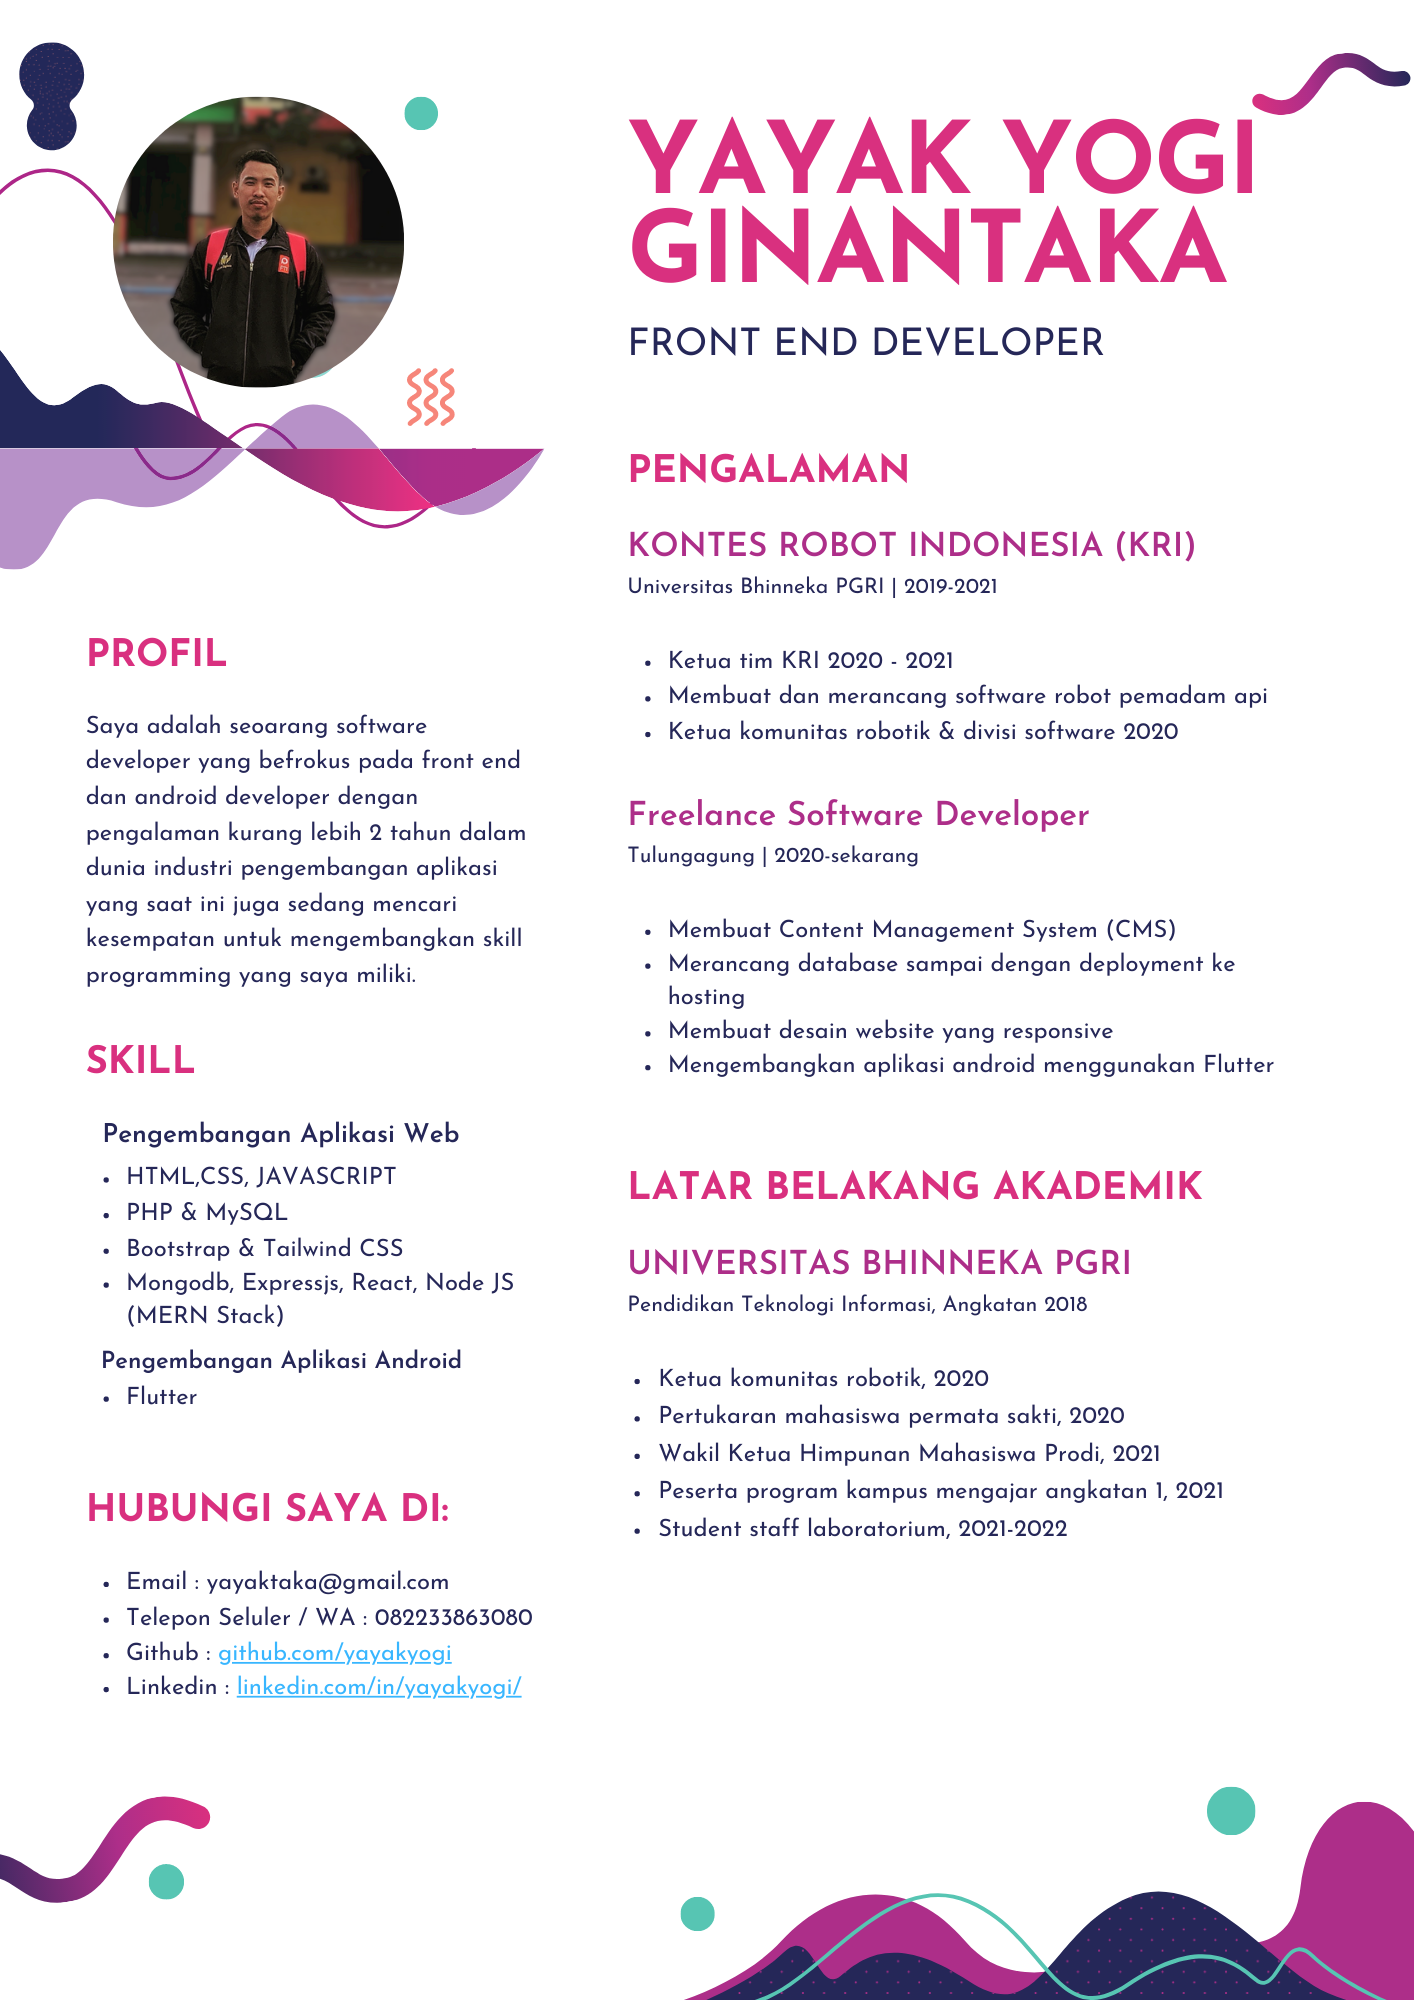 YAYAK YOGI
GINANTAKA
FRONT END DEVELOPER
PROFIL
Saya adalah seoarang software
developer yang befrokus pada front end
dan android developer dengan
pengalaman kurang lebih 2 tahun dalam
dunia industri pengembangan aplikasi
yang saat ini juga sedang mencari
kesempatan untuk mengembangkan skill
programming yang saya miliki.
SKILL
Pengembangan Aplikasi Web
• HTML,CSS, JAVASCRIPT
• PHP & MySQL
• Bootstrap & Tailwind CSS
• Mongodb, Expressjs, React, Node JS
(MERN Stack)
Pengembangan Aplikasi Android
• Flutter
HUBUNGI SAYA DI:
• Email : yayaktaka@gmail.com
• Telepon Seluler / WA : 082233863080
• Github : github.com/yayakyogi
• Linkedin : linkedin.com/in/yayakyogi/
PENGALAMAN
KONTES ROBOT INDONESIA (KRI)
Universitas Bhinneka PGRI | 2019-2021
• Ketua tim KRI 2020 - 2021
• Membuat dan merancang software robot pemadam api
• Ketua komunitas robotik & divisi software 2020
Freelance Software Developer
Tulungagung | 2020-sekarang
• Membuat Content Management System (CMS)
• Merancang database sampai dengan deployment ke
hosting
• Membuat desain website yang responsive
• Mengembangkan aplikasi android menggunakan Flutter
LATAR BELAKANG AKADEMIK
UNIVERSITAS BHINNEKA PGRI
Pendidikan Teknologi Informasi, Angkatan 2018
• Ketua komunitas robotik, 2020
• Pertukaran mahasiswa permata sakti, 2020
• Wakil Ketua Himpunan Mahasiswa Prodi, 2021
• Peserta program kampus mengajar angkatan 1, 2021
• Student staff laboratorium, 2021-2022